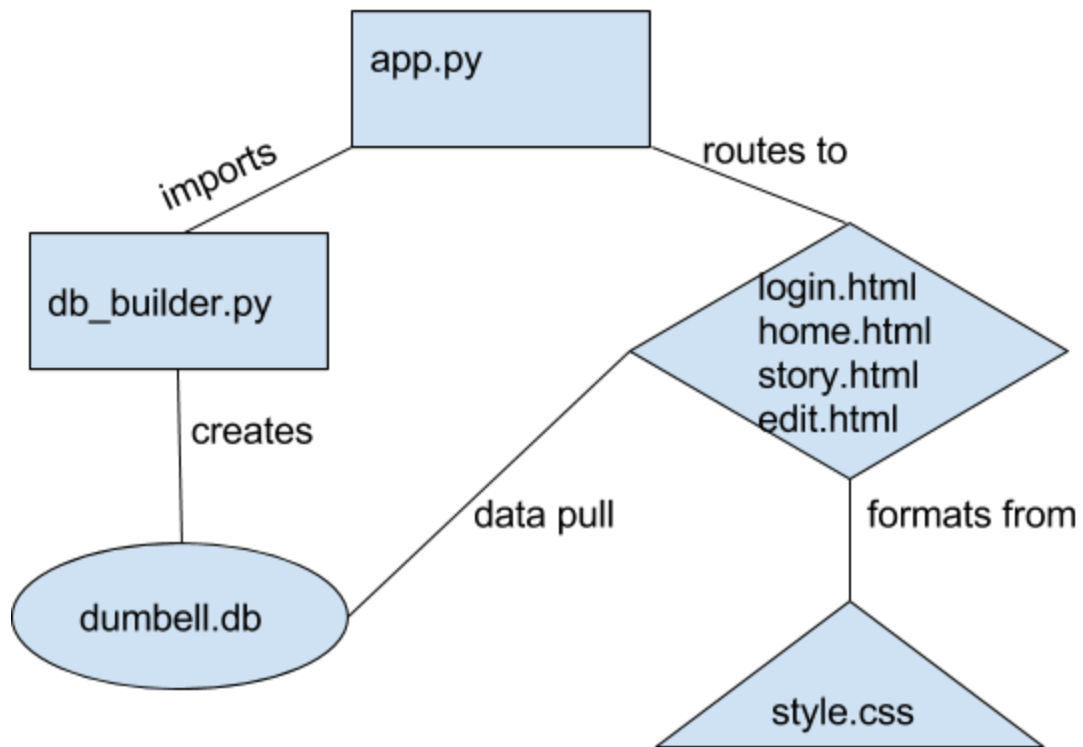 app.py
imports
routes to
db_builder.py
login.html
home.html
story.html
edit.html
creates
data pull
formats from
dumbell.db
style.css